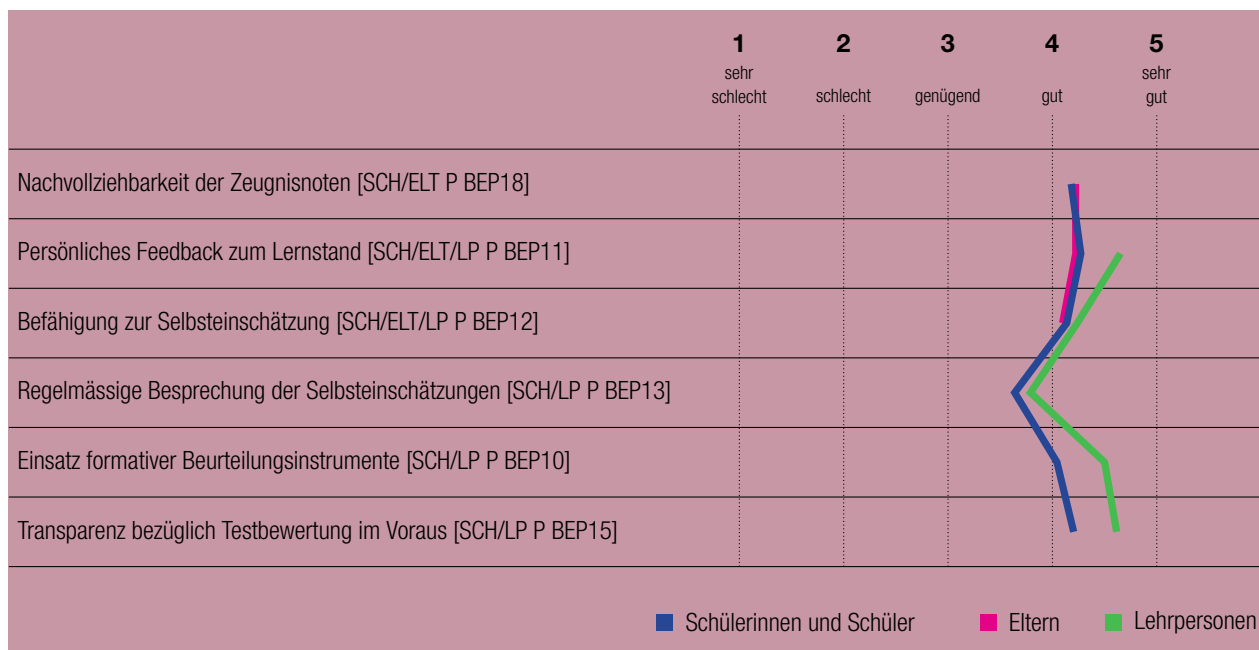 1 2 3 4 5
sehr schlecht schlecht genügend gut sehr gut
Nachvollziehbarkeit der Zeugnisnoten [SCH/ELT P BEP18]
Persönliches Feedback zum Lernstand [SCH/ELT/LP P BEP11]
Befähigung zur Selbsteinschätzung [SCH/ELT/LP P BEP12]
Regelmässige Besprechung der Selbsteinschätzungen [SCH/LP P BEP13]
Einsatz formativer Beurteilungsinstrumente [SCH/LP P BEP10]
Transparenz bezüglich Testbewertung im Voraus [SCH/LP P BEP15]
Schülerinnen und Schüler Eltern Lehrpersonen